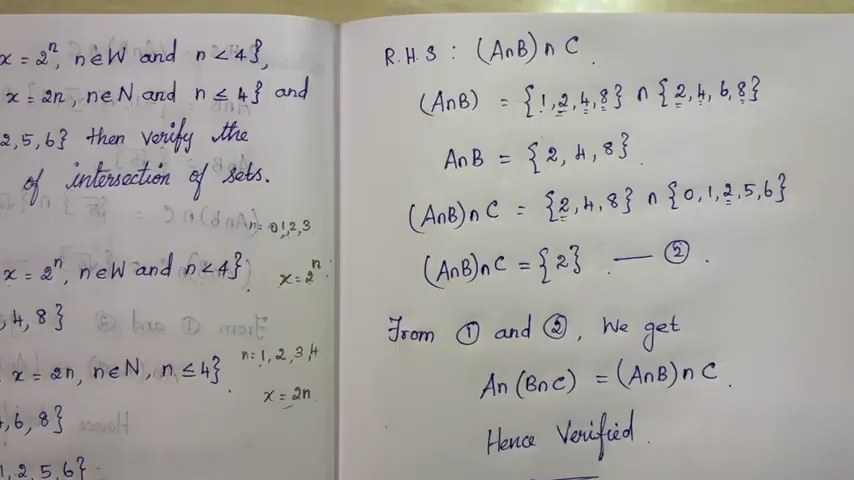 x = 2ⁿ, n∈W and n < 4},
x = 2n, n∈N and n ≤ 4} and
2, 5, 6} then verify the
of intersection of sets.
n = 0,1,2,3
x = 2ⁿ, n∈W and n < 4}.
x = 2ⁿ
, 4, 8}
n = 1, 2, 3, 4
x = 2n, n∈N, n ≤ 4}.
x = 2n.
, 6, 8}
1, 2, 5, 6}
R.H.S : (A∩B)∩C.
(A∩B) = {1, 2, 4, 8} ∩ {2, 4, 6, 8}
A∩B = {2, 4, 8}.
(A∩B)∩C = {2, 4, 8} ∩ {0, 1, 2, 5, 6}
(A∩B)∩C = {2} — ②.
From ① and ②, We get
A∩(B∩C) = (A∩B)∩C.
Hence Verified.